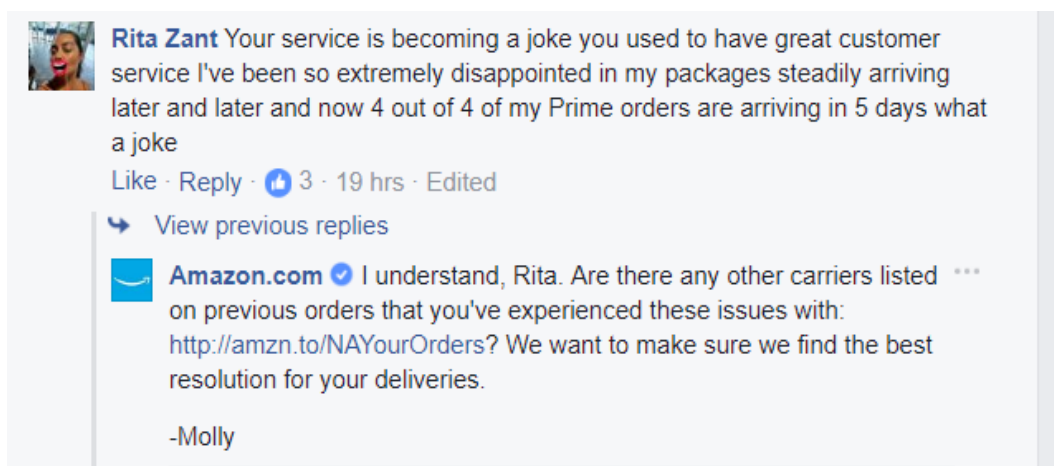 Rita Zant Your service is becoming a joke you used to have great customer
service I've been so extremely disappointed in my packages steadily arriving
later and later and now 4 out of 4 of my Prime orders are arriving in 5 days what
a joke
Like · Reply · 3 · 19 hrs · Edited
View previous replies
Amazon.com I understand, Rita. Are there any other carriers listed
on previous orders that you've experienced these issues with:
http://amzn.to/NAYourOrders? We want to make sure we find the best
resolution for your deliveries.
-Molly